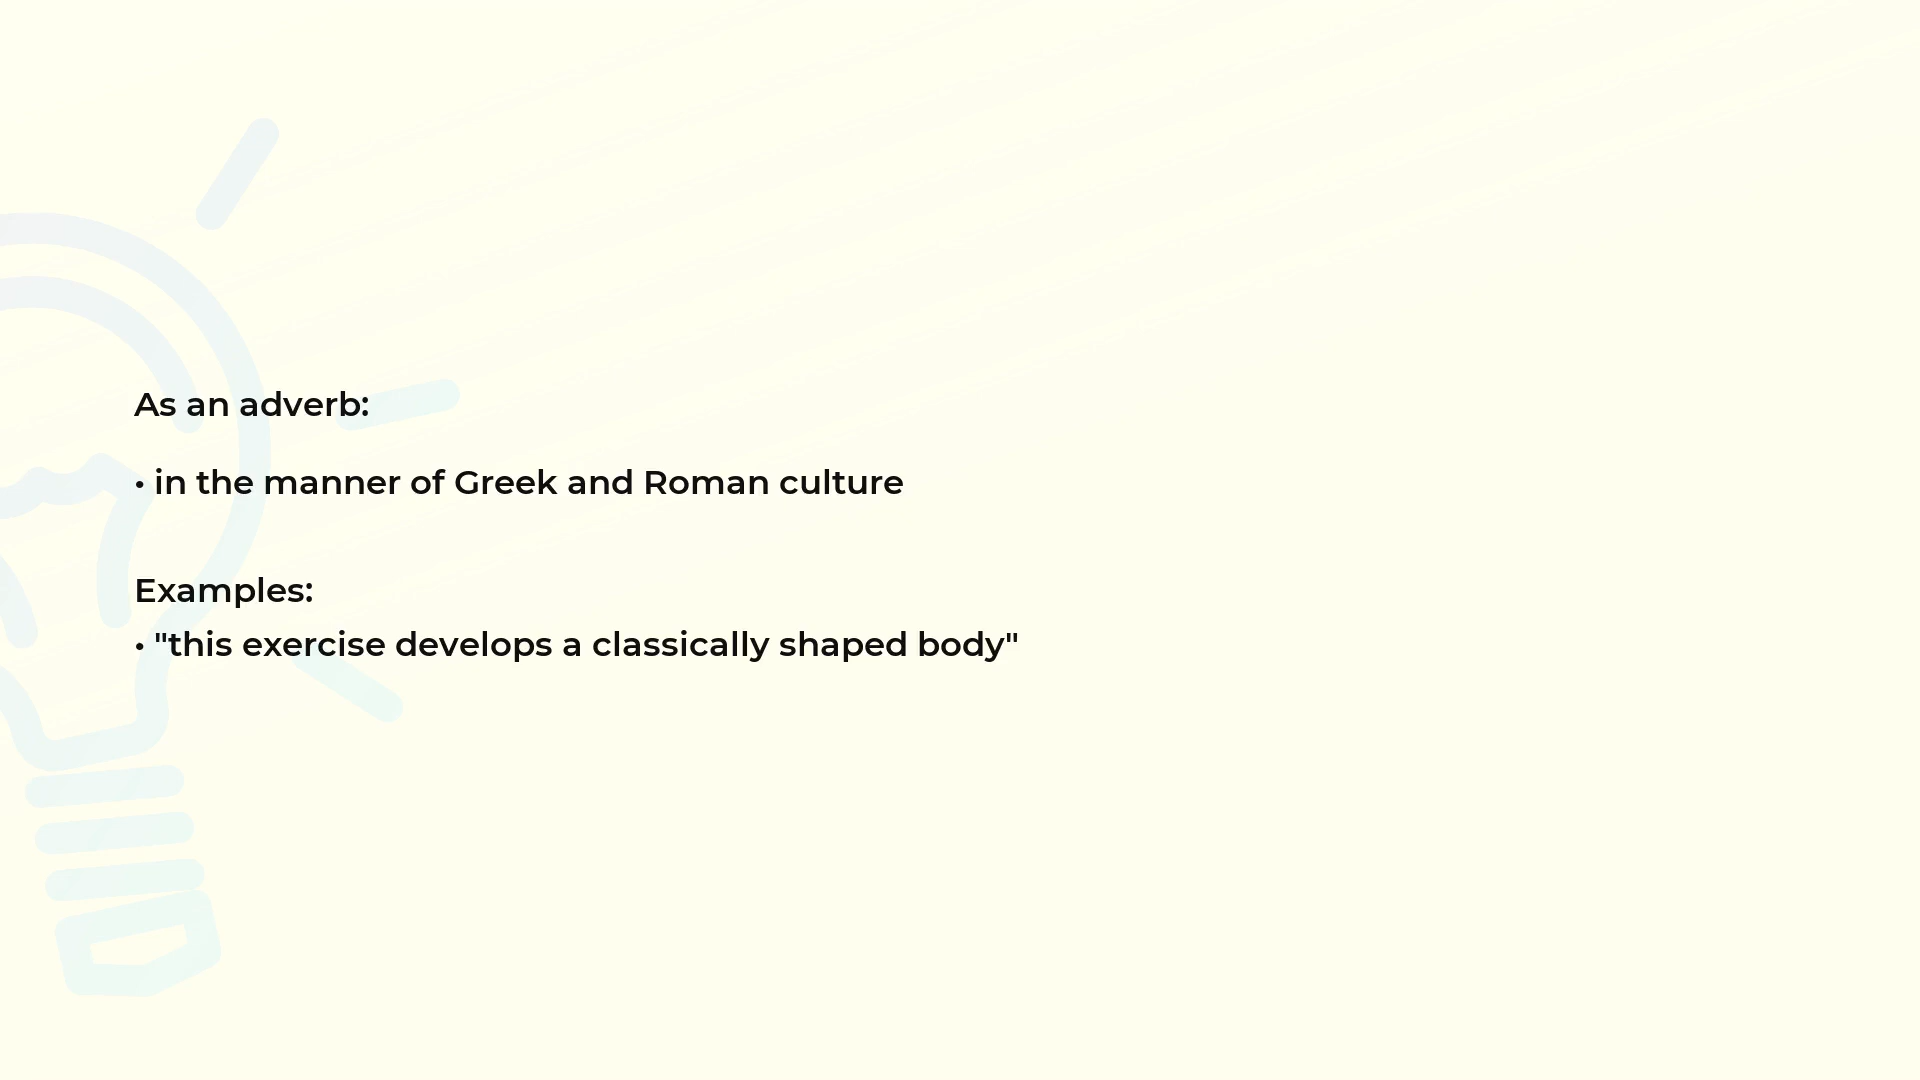 As an adverb:
• in the manner of Greek and Roman culture
Examples:
• "this exercise develops a classically shaped body"